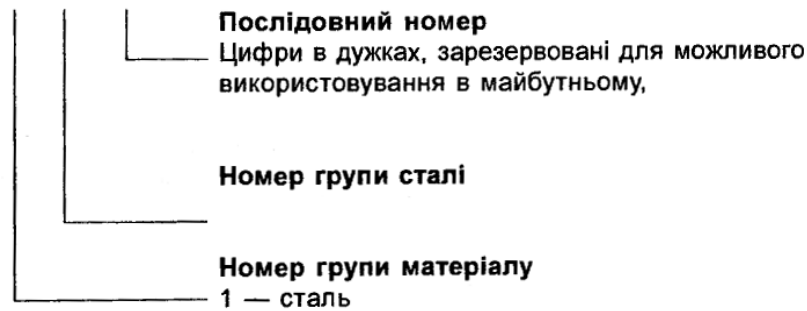 Послідовний номер
Цифри в дужках, зарезервовані для можливого
використовування в майбутньому,
Номер групи сталі
Номер групи матеріалу
1 — сталь